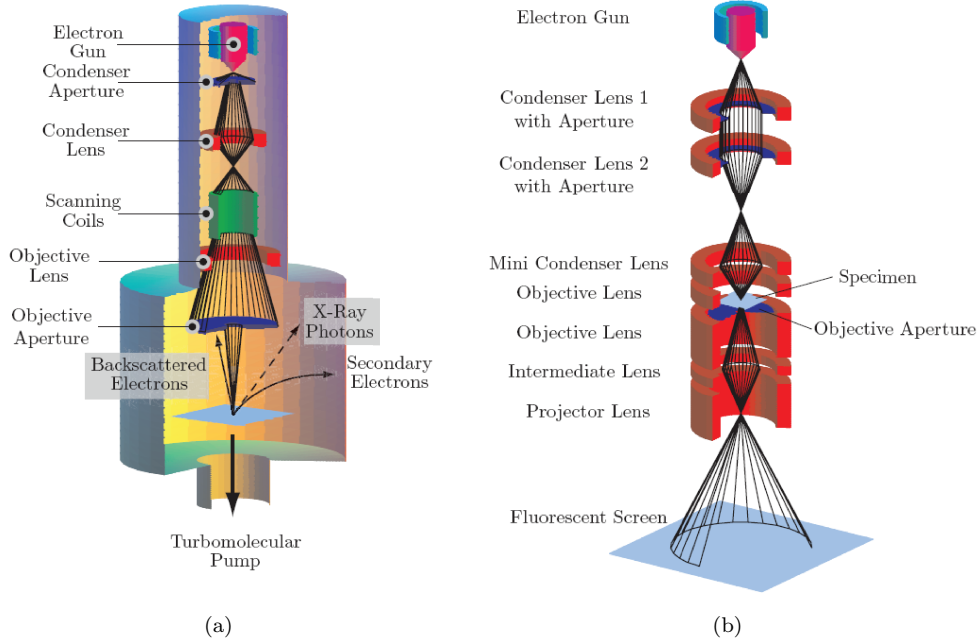 Electron
Gun
Condenser
Aperture
Condenser
Lens
Scanning
Coils
Objective
Lens
Objective
Aperture
X-Ray
Photons
Backscattered
Electrons
Secondary
Electrons
Turbomolecular
Pump
(a)
Electron Gun
Condenser Lens 1
with Aperture
Condenser Lens 2
with Aperture
Mini Condenser Lens
Specimen
Objective Lens
Objective Aperture
Objective Lens
Intermediate Lens
Projector Lens
Fluorescent Screen
(b)